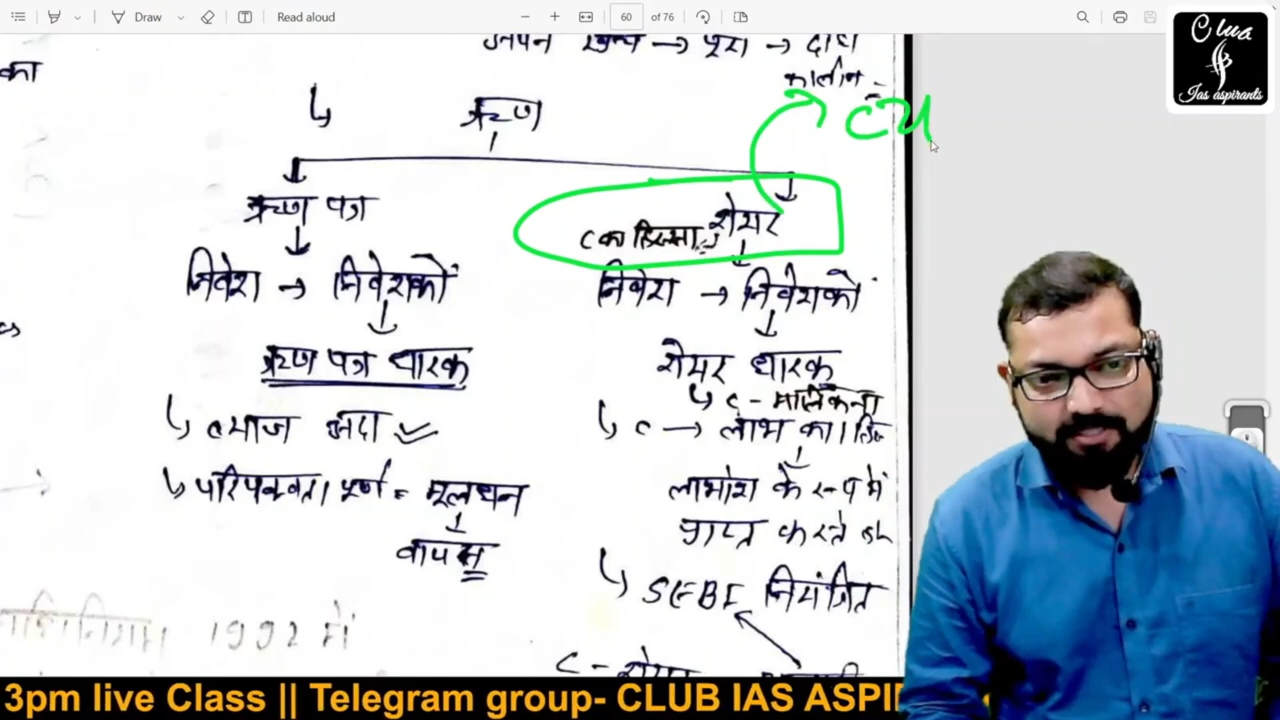 Draw
Read aloud
60 of 76
Club
Ias aspirants
का
कालीन =
ऋण
ऋण पत्र
शेयर
निवेश → निवेशकों
निवेश → निवेशकों
ऋण पत्र धारक
शेयर धारक
c - मालिकाना
ब्याज अदा
c → लाभ का
परिपक्वता पूर्ण = मूलधन
वापस
लाभांश के रूप में
प्राप्त करते
SEBI नियंत्रित
1992 में
3pm live Class || Telegram group- CLUB IAS ASPI